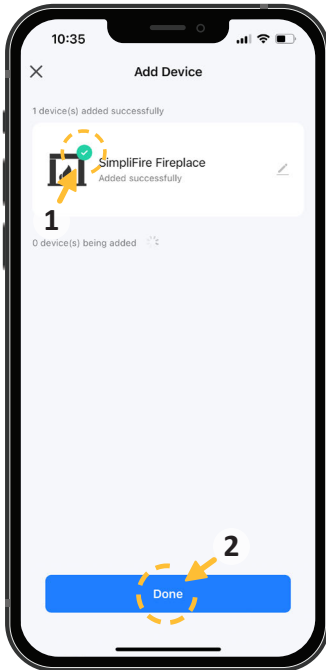 10:35
Add Device
1 device(s) added successfully
SimpliFire Fireplace
Added successfully
1
0 device(s) being added
2
Done